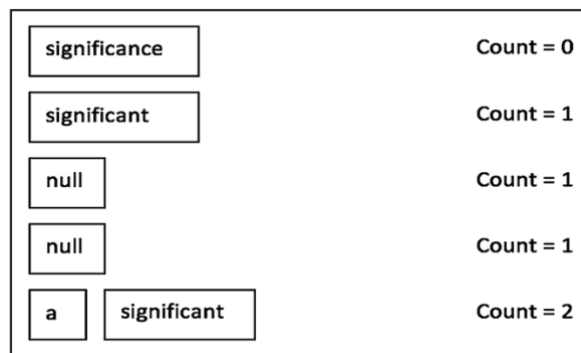 significance Count = 0
significant Count = 1
null Count = 1
null Count = 1
a significant Count = 2